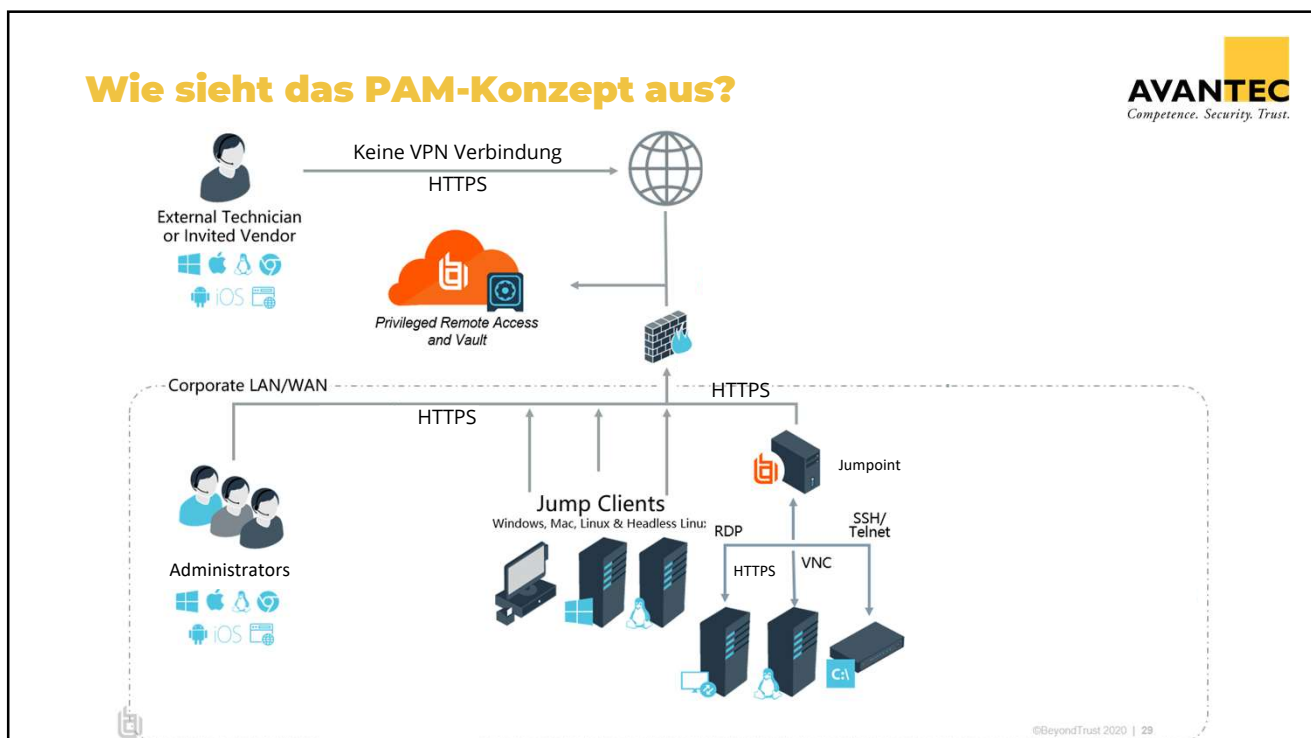 Wie sieht das PAM-Konzept aus?
AVANTEC
Competence. Security. Trust.
Keine VPN Verbindung
HTTPS
External Technician
or Invited Vendor
iOS
Privileged Remote Access
and Vault
Corporate LAN/WAN
HTTPS
HTTPS
Jumpoint
Jump Clients
Windows, Mac, Linux & Headless Linu
RDP
SSH/
Telnet
HTTPS
VNC
Administrators
iOS
C:\
©BeyondTrust 2020 | 29